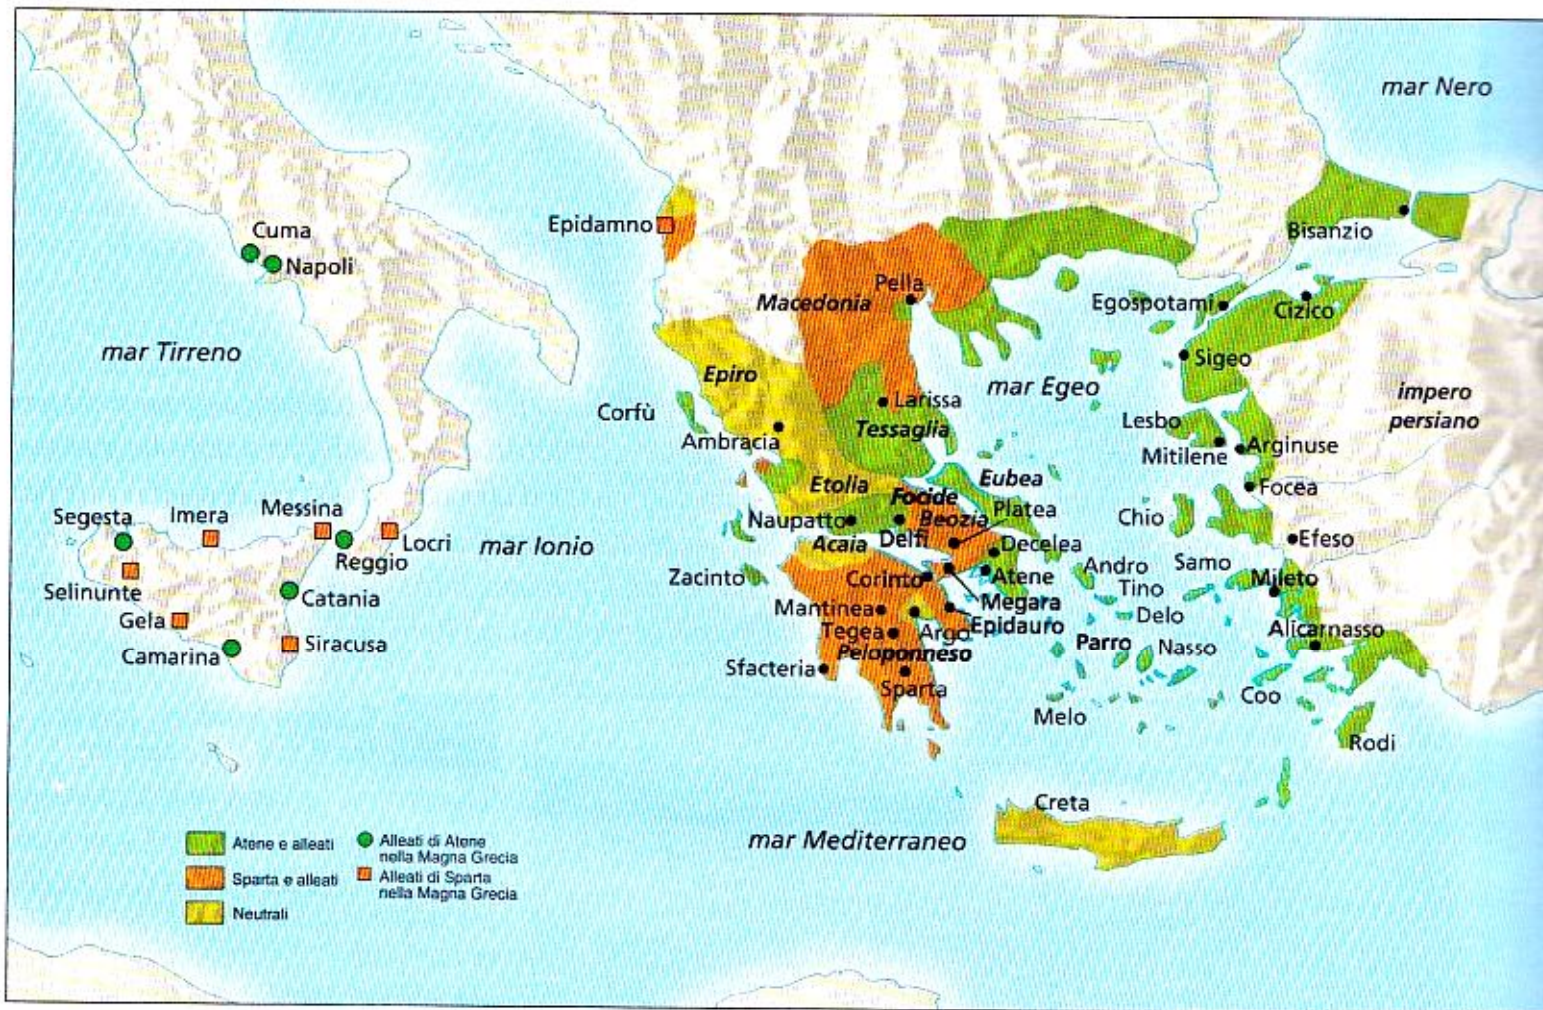 mar Nero
Bisanzio
Epidamno
Cuma
Napoli
Pella
Macedonia
Egospotami
Cizico
mar Tirreno
Sigeo
Epiro
mar Egeo
impero
persiano
Larissa
Corfù
Tessaglia
Lesbo
Ambracia
Mitilene
Arginuse
Etolia
Eubea
Focide
Focea
Segesta
Imera
Messina
Naupatto
Beozia
Platea
Chio
Locri
mar Ionio
Acaia
Delfi
Decelea
Efeso
Reggio
Selinunte
Catania
Zacinto
Corinto
Atene
Andro
Samo
Mileto
Tino
Gela
Mantinea
Megara
Delo
Camarina
Siracusa
Tegea
Argo
Epidauro
Alicarnasso
Peloponneso
Parro
Nasso
Sfacteria
Sparta
Coo
Melo
Rodi
Creta
mar Mediterraneo
Atene e alleati
Sparta e alleati
Neutrali
Alleati di Atene
nella Magna Grecia
Alleati di Sparta
nella Magna Grecia